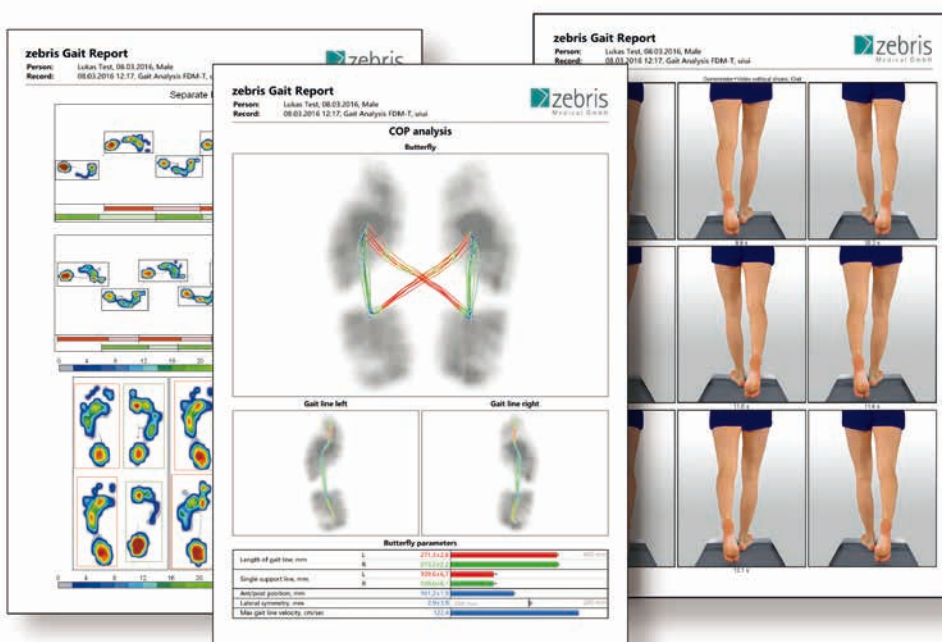 zebris Gait Report
Person: Lukas Test, 08.03.2016, Male
Record: 08.03.2016 12:17, Gait Analysis FDM-T,
Separate
0 4 8 12 16 20
0 4 8 12 16 20
zebris Gait Report
zebris
Medical GmbH
Person: Lukas Test, 08.03.2016, Male
Record: 08.03.2016 12:17, Gait Analysis FDM-T,
COP analysis
Butterfly
Gait line left
Gait line right
Butterfly parameters
Length of gait line, mm
L
R
Single support line, mm
L
R
Ant/post position, mm
Lateral symmetry, mm
Max gait line velocity, cm/sec
zebris Gait Report
zebris
Medical GmbH
Person: Lukas Test, 08.03.2016, Male
Record: 08.03.2016 12:17, Gait Analysis FDM-T,